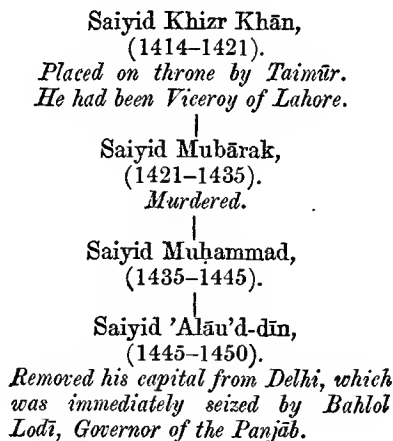 Saiyid Khizr Khān,
(1414–1421).
Placed on throne by Taimūr.
He had been Viceroy of Lahore.
Saiyid Mubārak,
(1421–1435).
Murdered.
Saiyid Muḥammad,
(1435–1445).
Saiyid 'Alāu'd-dīn,
(1445–1450).
Removed his capital from Delhi, which
was immediately seized by Bahlol
Lodī, Governor of the Panjāb.